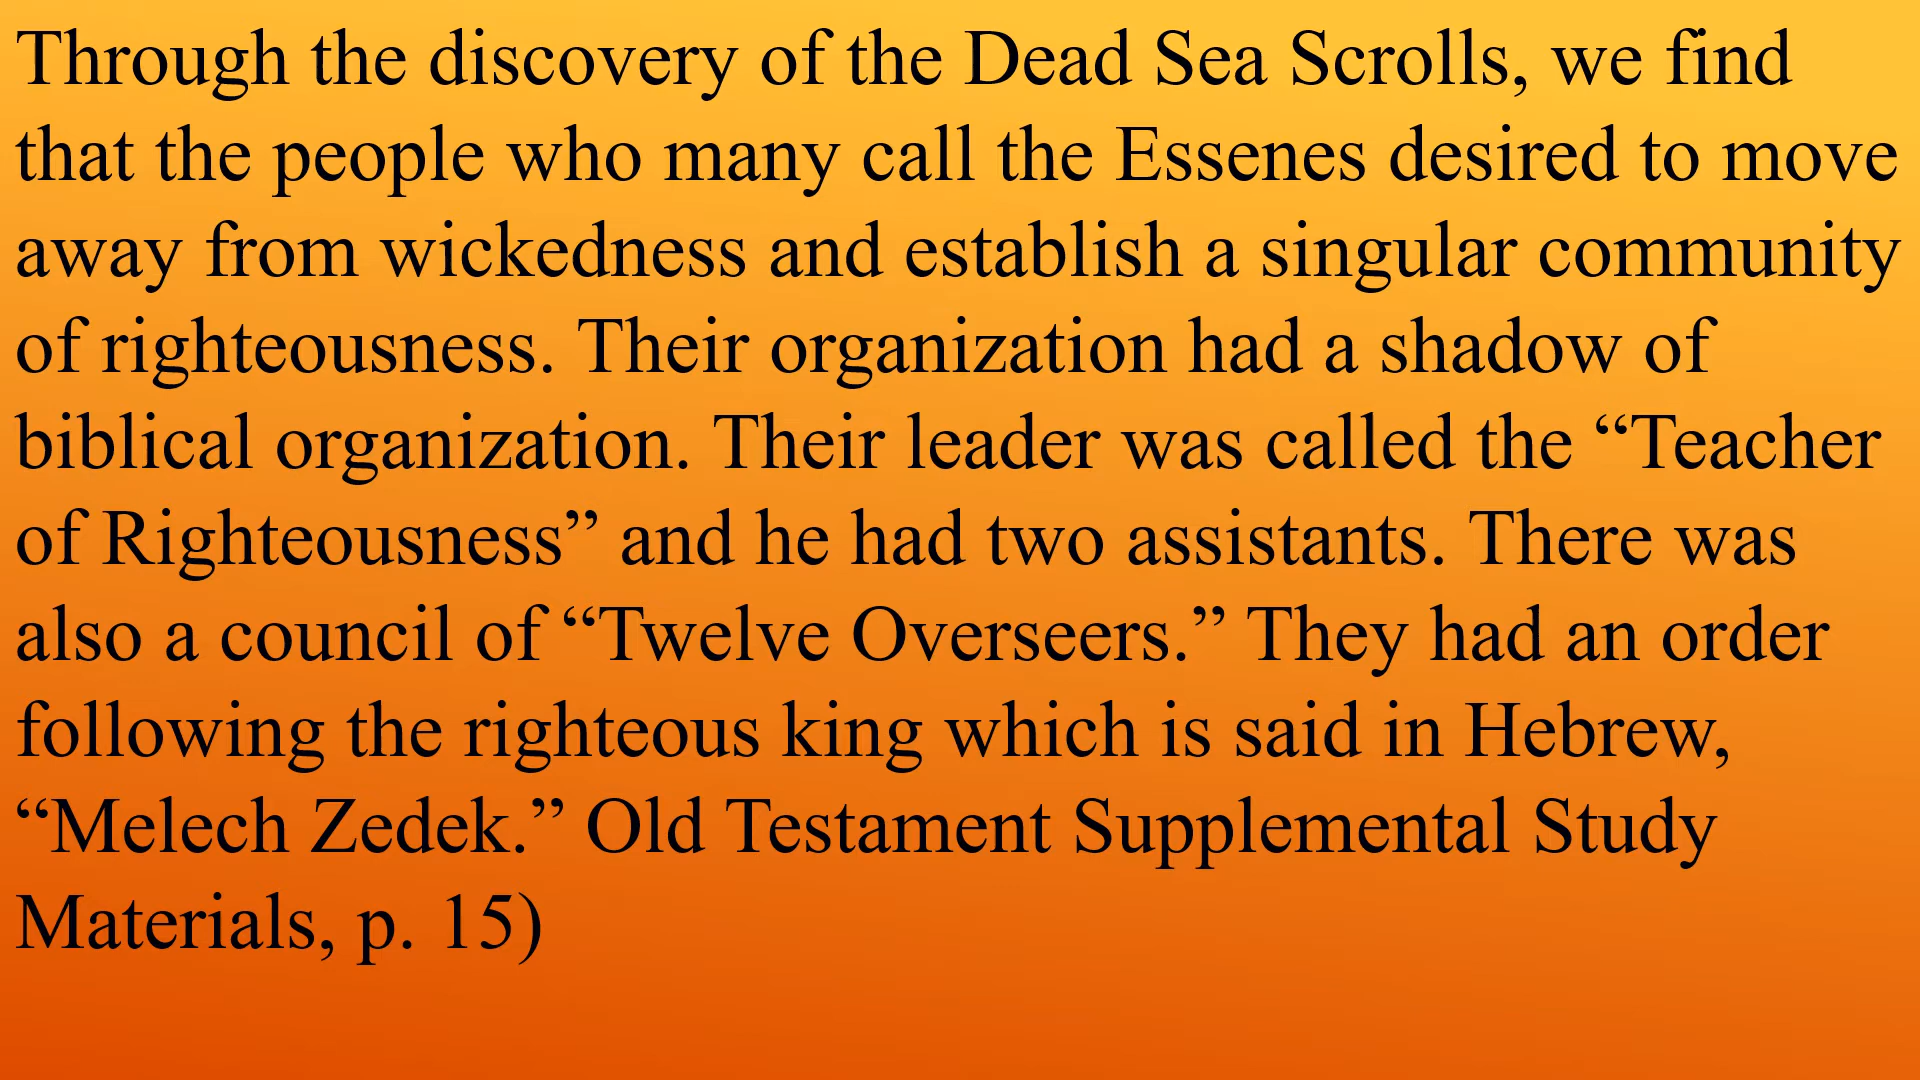 Through the discovery of the Dead Sea Scrolls, we find
that the people who many call the Essenes desired to move
away from wickedness and establish a singular community
of righteousness. Their organization had a shadow of
biblical organization. Their leader was called the “Teacher
of Righteousness” and he had two assistants. There was
also a council of “Twelve Overseers.” They had an order
following the righteous king which is said in Hebrew,
“Melech Zedek.” Old Testament Supplemental Study
Materials, p. 15)